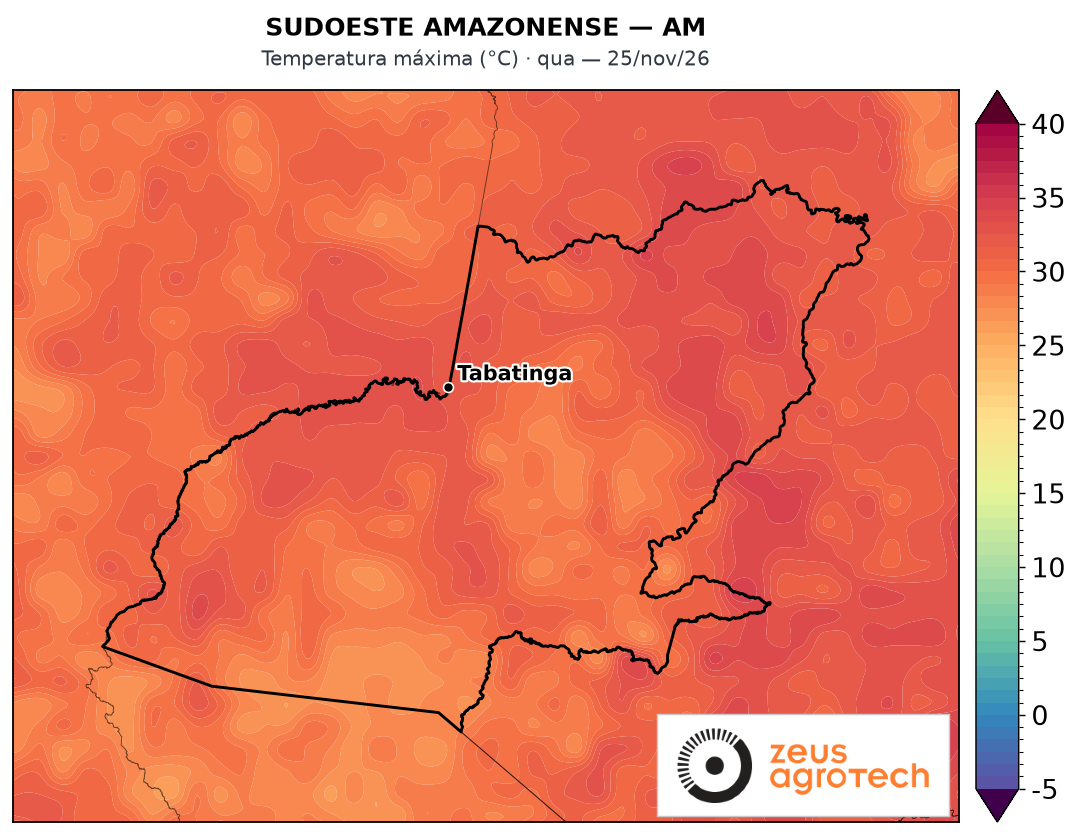 SUDOESTE AMAZONENSE — AM
Temperatura máxima (°C) · qua — 25/nov/26
40
35
30
25
20
15
10
5
0
-5
Tabatinga
zeus
agrotech